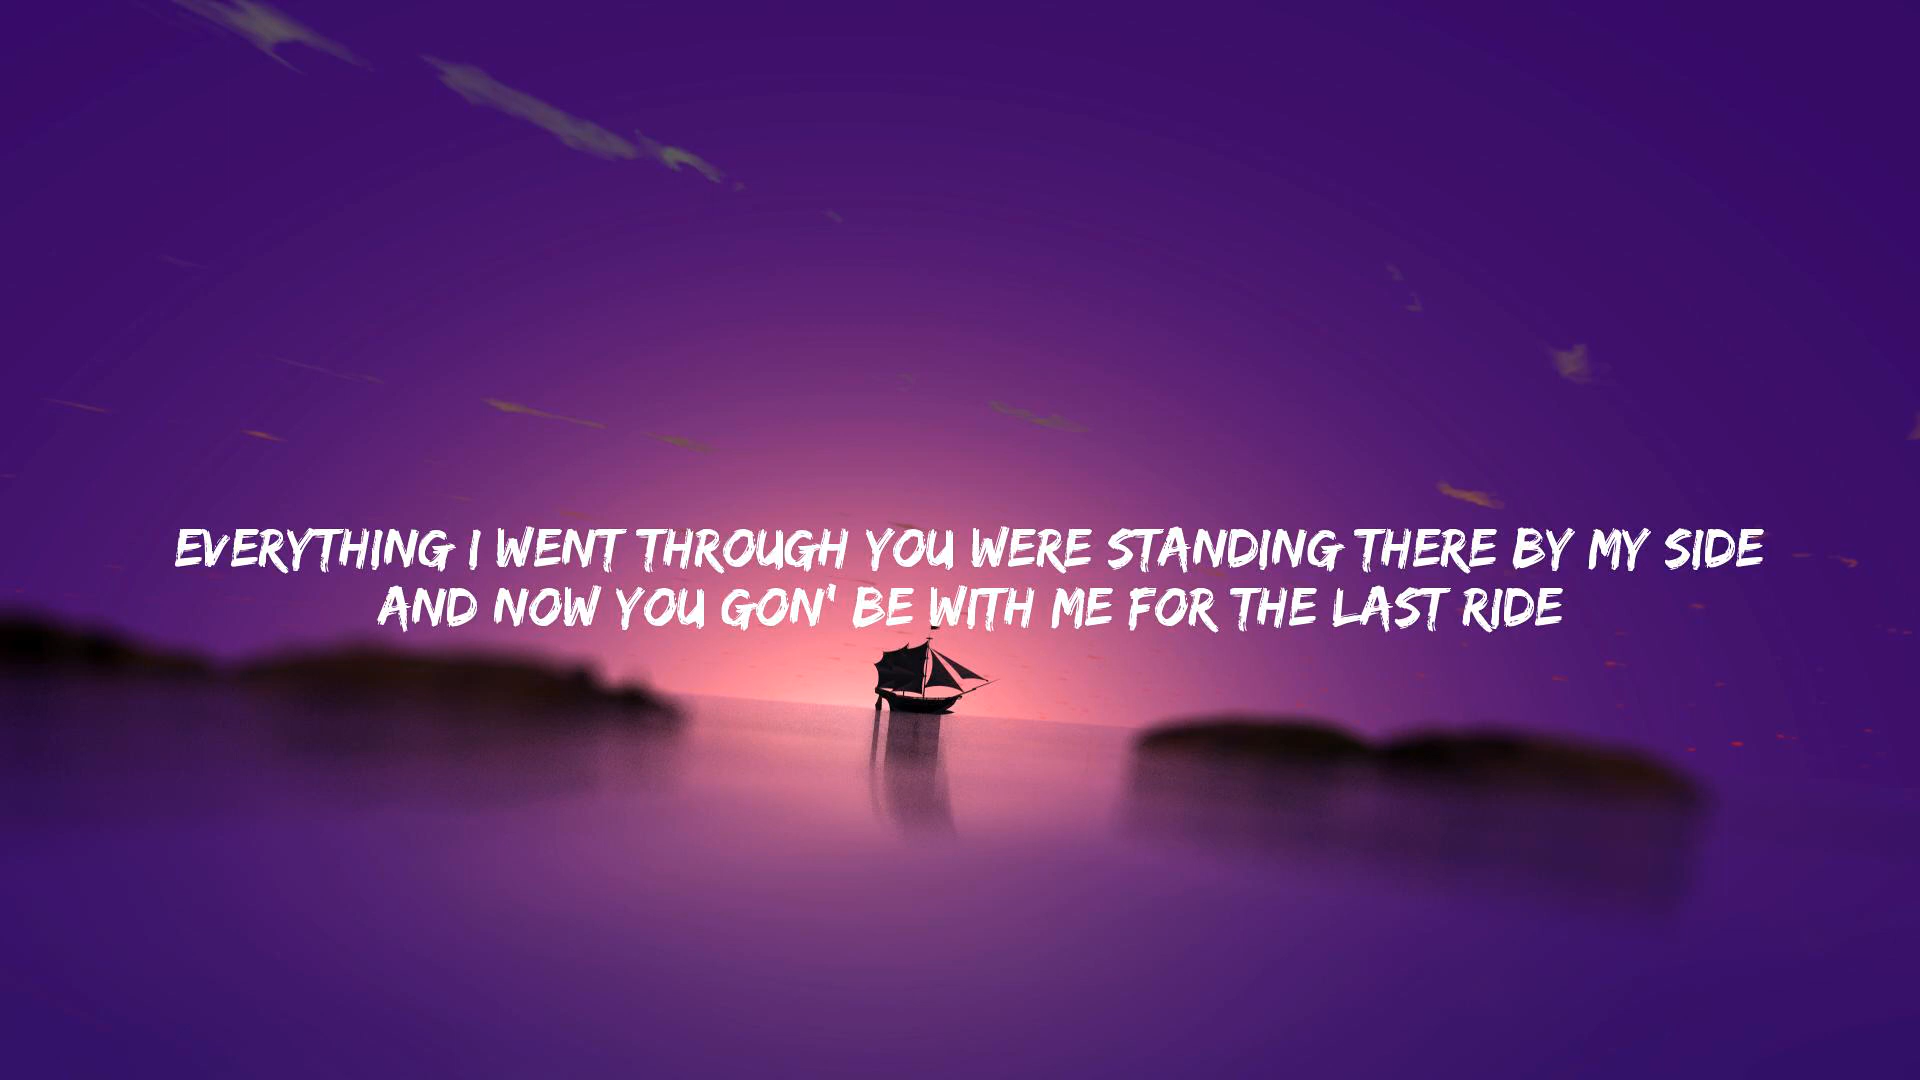 EVERYTHING I WENT THROUGH YOU WERE STANDING THERE BY MY SIDE
AND NOW YOU GON' BE WITH ME FOR THE LAST RIDE